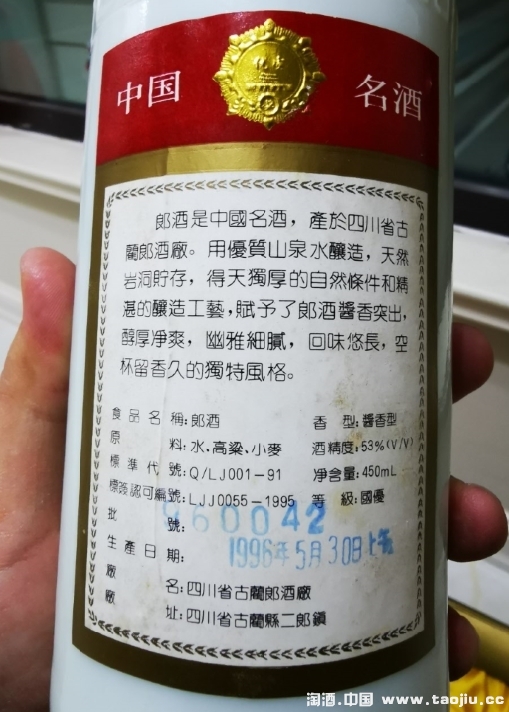 中国 名酒
郎酒是中國名酒，產於四川省古
藺郎酒廠。用優質山泉水釀造，天然
岩洞貯存，得天獨厚的自然條件和精
湛的釀造工藝，賦予了郎酒醬香突出，
醇厚凈爽，幽雅細膩，回味悠長，空
杯留香久的獨特風格。
食品名稱:郎酒 香型:醬香型
原料:水、高粱、小麥 酒精度:53%(V/V)
標準代號:Q/LJ001-91 净含量:450mL
標簽認可編號:LJJ0055-1995 等級:國優
批號: 960042
生產日期: 1996年5月30日上午
廠名:四川省古藺郎酒廠
廠址:四川省古藺縣二郎鎮
淘酒.中国 www.taojiu.cc